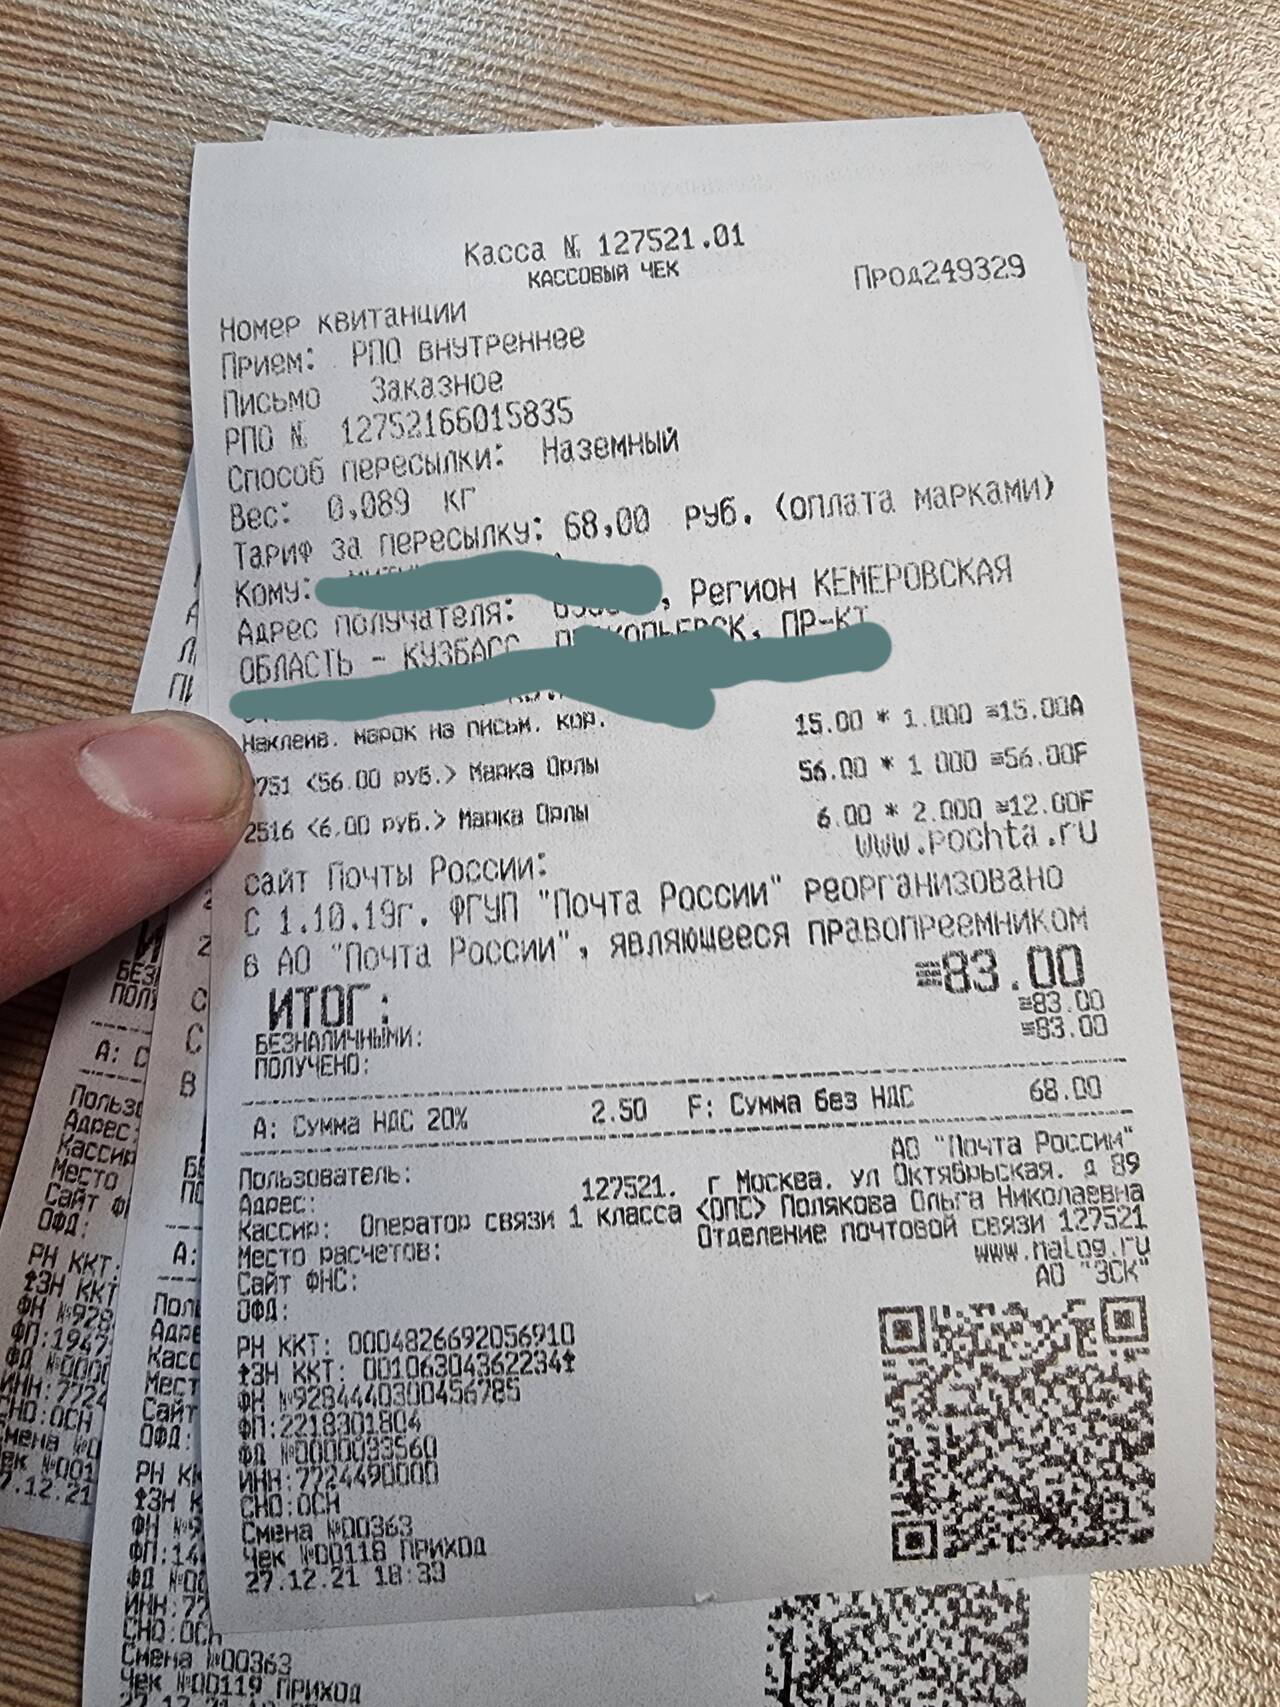 Касса № 127521.01
КАССОВЫЙ ЧЕК
Прод249329
Номер квитанции
Прием: РПО внутреннее
Письмо Заказное
РПО № 12752166015835
Способ пересылки: Наземный
Вес: 0,089 кг
Тариф за пересылку: 68,00 руб. (оплата марками)
Кому:
Адрес получателя: , Регион КЕМЕРОВСКАЯ
ОБЛАСТЬ - КУЗБАСС, ПР-КТ
Наклеив. марок на письм. кор. 15.00 * 1.000 ≡15.00A
751 <56.00 руб.> Марка Орлы 56.00 * 1.000 ≡56.00F
2516 <6.00 руб.> Марка Орлы 6.00 * 2.000 ≡12.00F
сайт Почты России: www.pochta.ru
С 1.10.19г. ФГУП "Почта России" реорганизовано
в АО "Почта России", являющееся правопреемником
ИТОГ: ≡83.00
БЕЗНАЛИЧНЫМИ: ≡83.00
ПОЛУЧЕНО: ≡83.00
A: Сумма НДС 20% 2.50 F: Сумма без НДС 68.00
Пользователь: АО "Почта России"
Адрес: 127521, г Москва, ул Октябрьская, д 89
Кассир: Оператор связи 1 класса <ОПС> Полякова Ольга Николаевна
Место расчетов: Отделение почтовой связи 127521
Сайт ФНС: www.nalog.ru
ОФД: АО "ЭСК"
РН ККТ: 0004826692056910
ЗН ККТ: 00106304362234
ФН №9284440300456785
ФП:2218301804
ФД №0000033560
ИНН:7724490000
СНО:ОСН
Смена №00363
Чек №00118 ПРИХОД
27.12.21 18:39
Смена №00363
Чек №00119 ПРИХОД